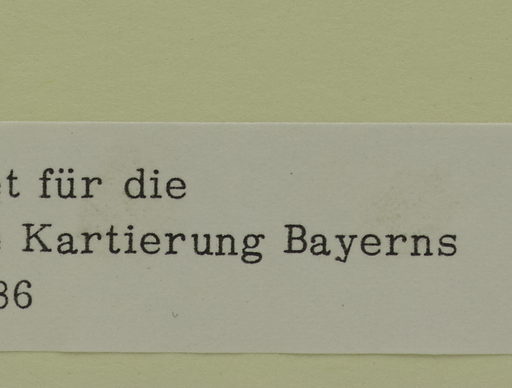 t für die
Kartierung Bayerns
86